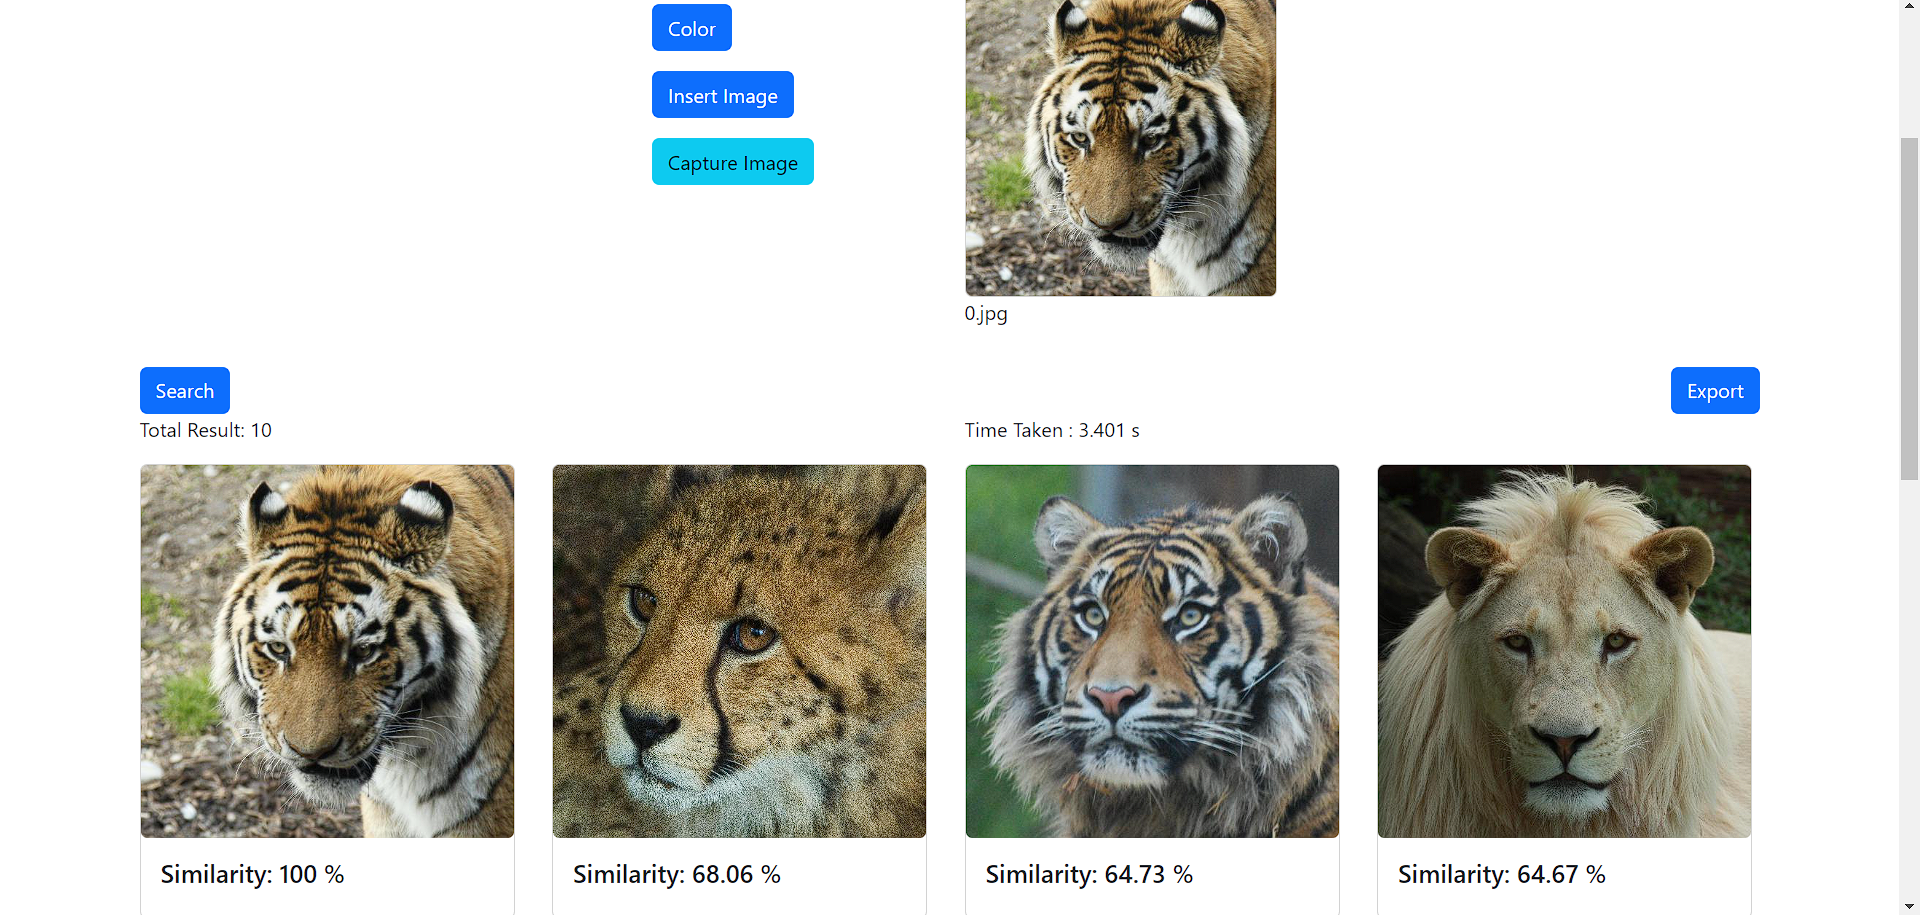 Color
Insert Image
Capture Image
0.jpg
Search
Export
Total Result: 10
Time Taken : 3.401 s
Similarity: 100 %
Similarity: 68.06 %
Similarity: 64.73 %
Similarity: 64.67 %